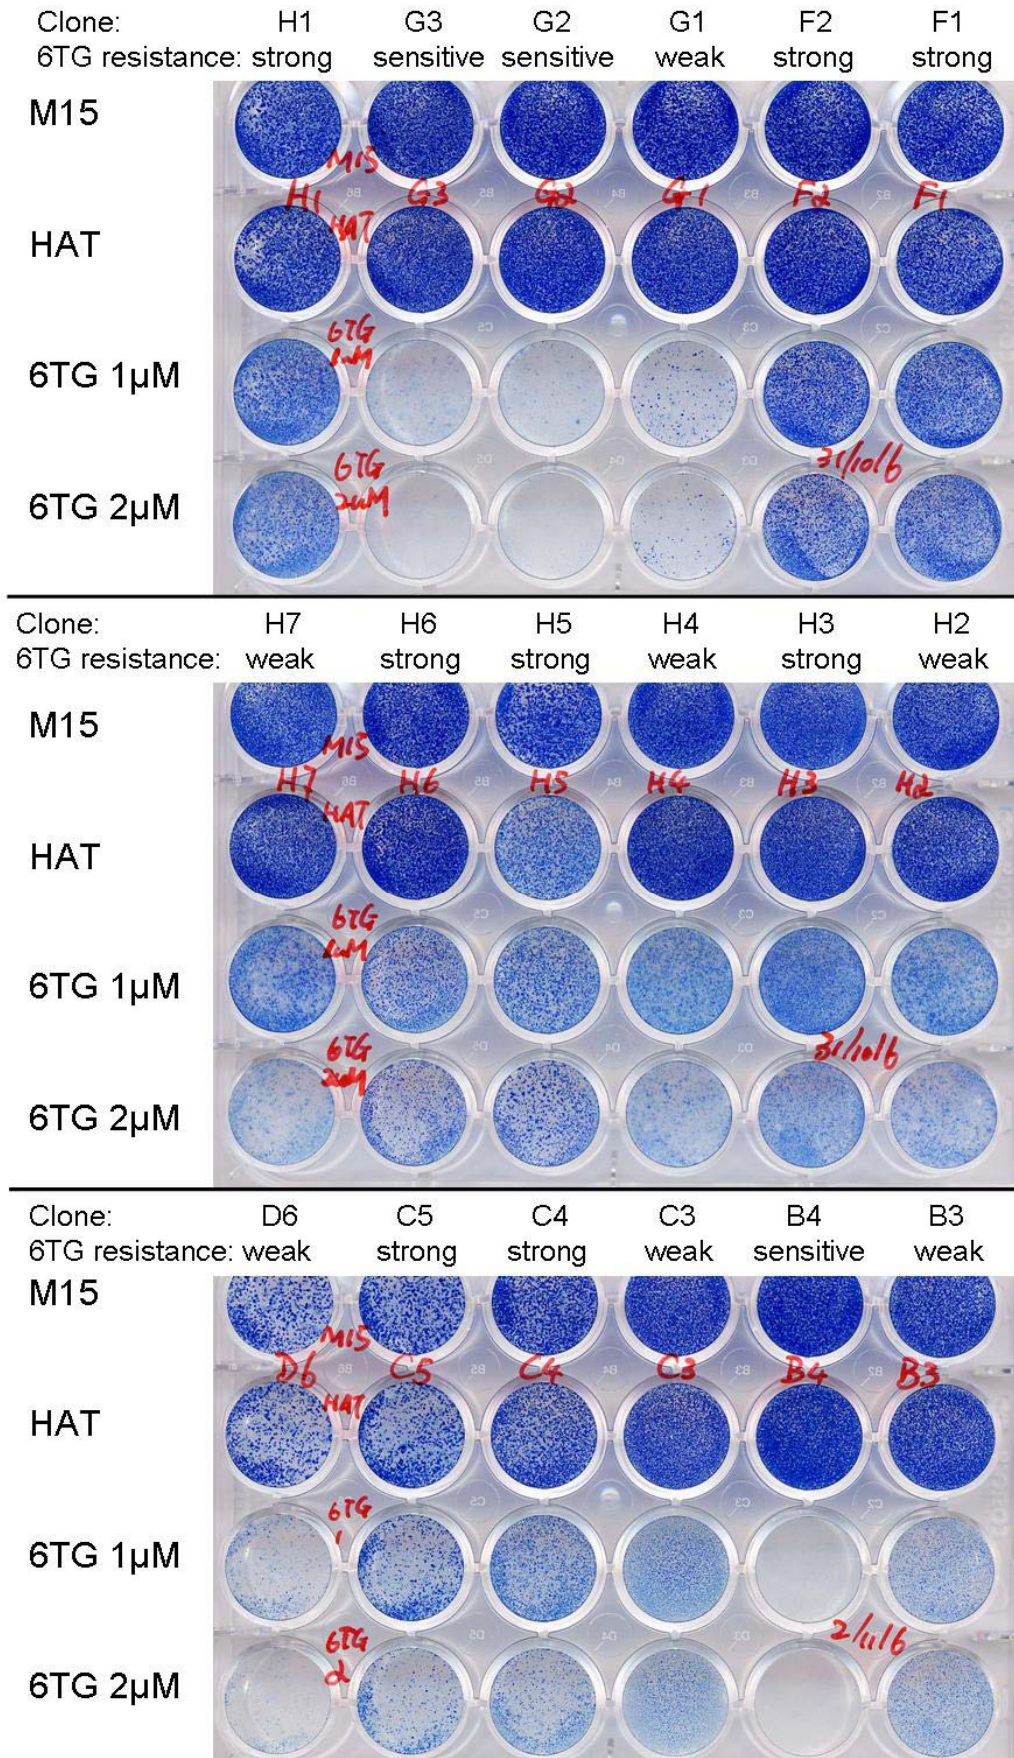 Clone: H1 G3 G2 G1 F2 F1
6TG resistance: strong sensitive sensitive weak strong strong
M15
M15
H1 G3 G2 G1 F2 F1
HAT
HAT
6TG 1µM
6TG
1µM
6TG 2µM
6TG
2µM
31/10/6
Clone: H7 H6 H5 H4 H3 H2
6TG resistance: weak strong strong weak strong weak
M15
M15
H7 H6 H5 H4 H3 H2
HAT
HAT
6TG 1µM
6TG
1µM
6TG 2µM
6TG
2µM
31/10/6
Clone: D6 C5 C4 C3 B4 B3
6TG resistance: weak strong strong weak sensitive weak
M15
M15
D6 C5 C4 C3 B4 B3
HAT
HAT
6TG 1µM
6TG
1
6TG 2µM
6TG
2
2/11/6